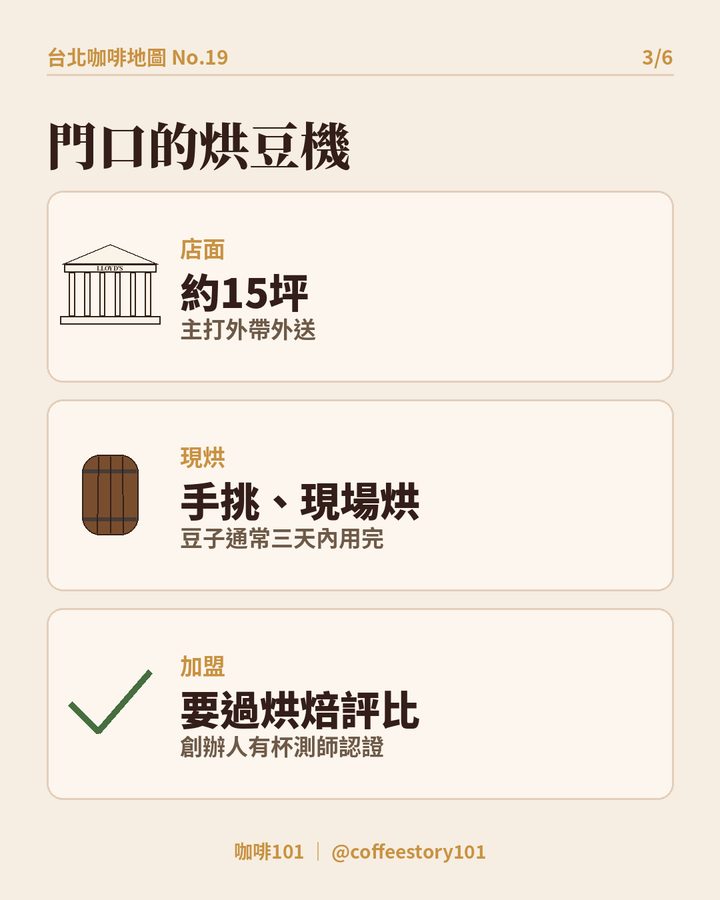 台北咖啡地圖 No.19
3/6
門口的烘豆機
LLOYD'S
店面
約15坪
主打外帶外送
現烘
手挑、現場烘
豆子通常三天內用完
加盟
要過烘焙評比
創辦人有杯測師認證
咖啡101｜@coffeestory101